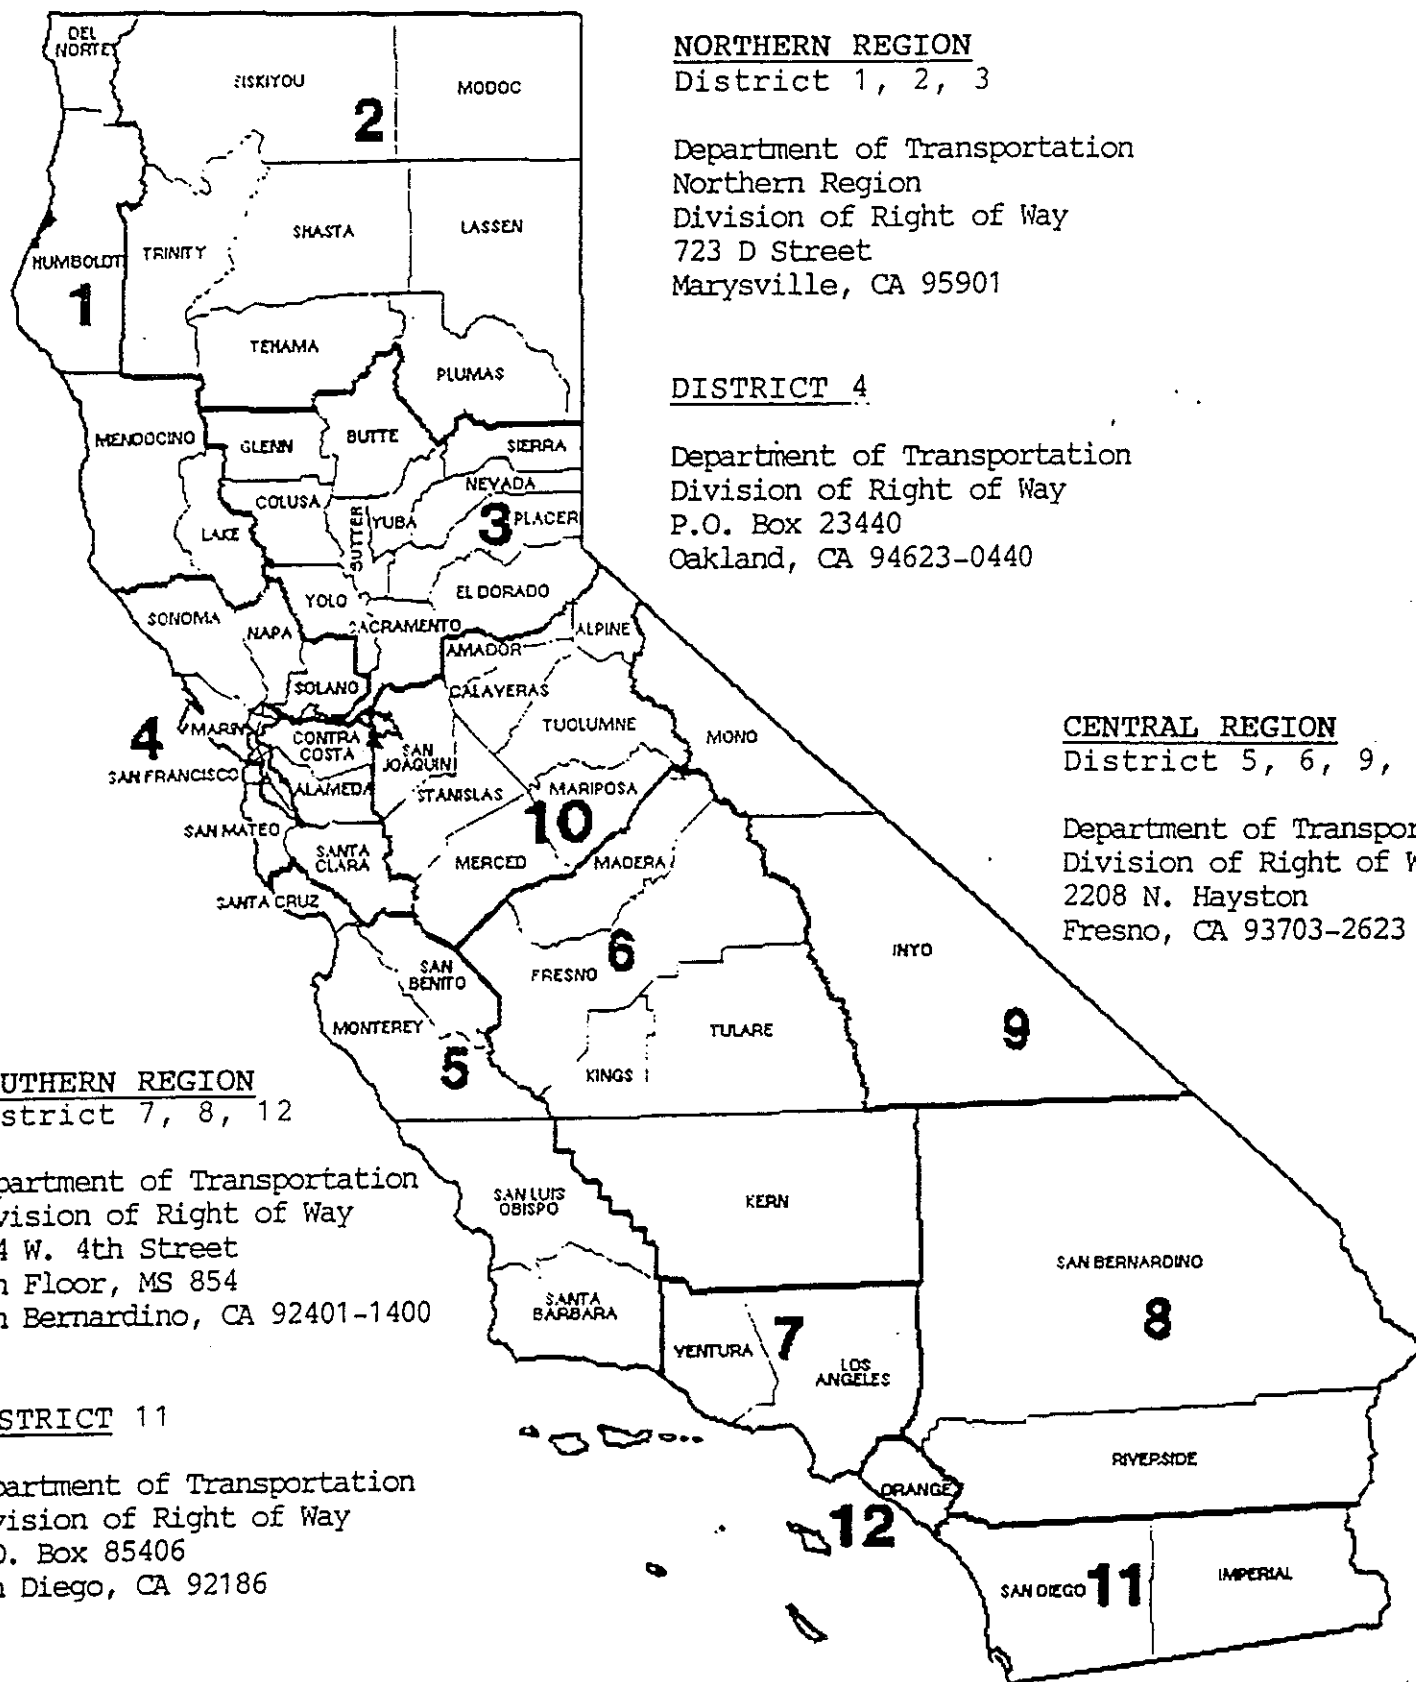 NORTHERN REGION
District 1, 2, 3
Department of Transportation
Northern Region
Division of Right of Way
723 D Street
Marysville, CA 95901
DISTRICT 4
Department of Transportation
Division of Right of Way
P.O. Box 23440
Oakland, CA 94623-0440
CENTRAL REGION
District 5, 6, 9,
Department of Transpor
Division of Right of W
2208 N. Hayston
Fresno, CA 93703-2623
UTHERN REGION
strict 7, 8, 12
partment of Transportation
vision of Right of Way
4 W. 4th Street
h Floor, MS 854
n Bernardino, CA 92401-1400
STRICT 11
partment of Transportation
vision of Right of Way
O. Box 85406
n Diego, CA 92186
DEL
NORTE
SISKIYOU
MODOC
2
HUMBOLDT
1
TRINITY
SHASTA
LASSEN
TEHAMA
PLUMAS
MENDOCINO
GLENN
BUTTE
SIERRA
COLUSA
NEVADA
LAKE
SUTTER
YUBA
3
PLACER
SONOMA
NAPA
YOLO
EL DORADO
SACRAMENTO
ALPINE
AMADOR
SOLANO
CALAVERAS
4
MARIN
CONTRA
COSTA
SAN
JOAQUIN
TUOLUMNE
MONO
SAN FRANCISCO
ALAMEDA
STANISLAS
MARIPOSA
10
SAN MATEO
SANTA
CLARA
MERCED
MADERA
SANTA CRUZ
SAN
BENITO
FRESNO
6
INYO
MONTEREY
5
TULARE
9
KINGS
SAN LUIS
OBISPO
KERN
SAN BERNARDINO
8
SANTA
BARBARA
VENTURA
7
LOS
ANGELES
RIVERSIDE
ORANGE
12
SAN DIEGO
11
IMPERIAL